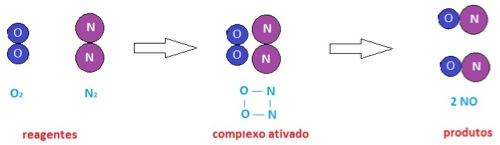 O N O N O N
O N O N O N
O₂ N₂
O — N
| |
O — N
2 NO
reagentes complexo ativado produtos